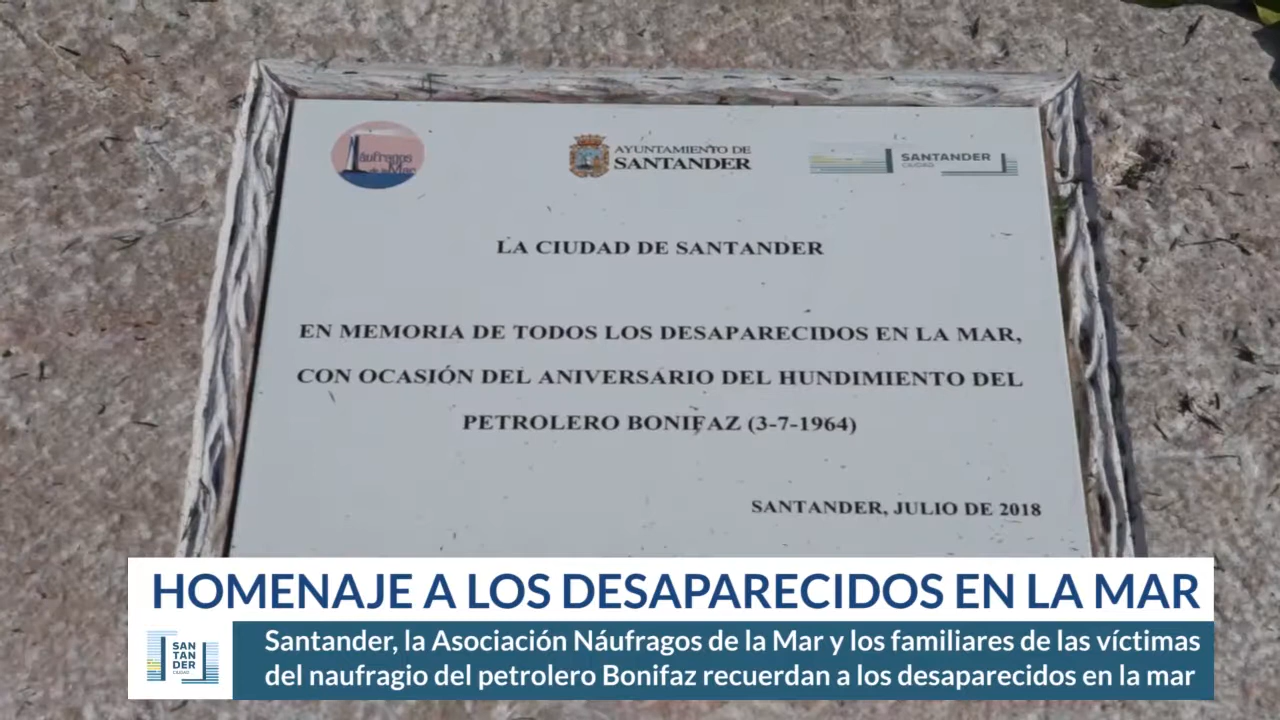 Náufragos
de la Mar
AYUNTAMIENTO DE
SANTANDER
SANTANDER
CIUDAD
LA CIUDAD DE SANTANDER
EN MEMORIA DE TODOS LOS DESAPARECIDOS EN LA MAR,
CON OCASIÓN DEL ANIVERSARIO DEL HUNDIMIENTO DEL
PETROLERO BONIFAZ (3-7-1964)
SANTANDER, JULIO DE 2018
HOMENAJE A LOS DESAPARECIDOS EN LA MAR
SAN
TAN
DER
CIUDAD
Santander, la Asociación Náufragos de la Mar y los familiares de las víctimas
del naufragio del petrolero Bonifaz recuerdan a los desaparecidos en la mar